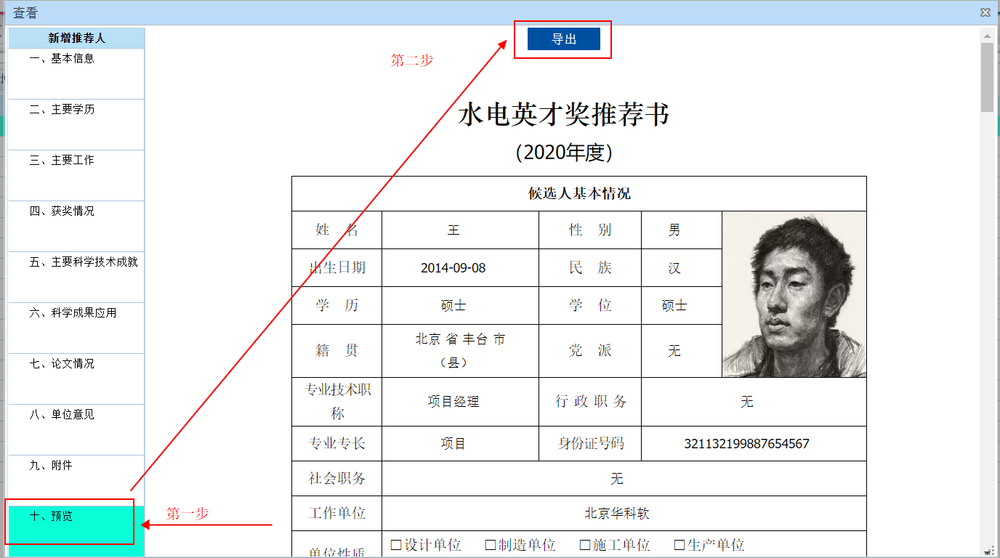 查看
新增推荐人
一、基本信息
二、主要学历
三、主要工作
四、获奖情况
五、主要科学技术成就
六、科学成果应用
七、论文情况
八、单位意见
九、附件
十、预览
第一步
第二步
导出
水电英才奖推荐书
（2020年度）
候选人基本情况
姓 名 王 性 别 男
出生日期 2014-09-08 民 族 汉
学 历 硕士 学 位 硕士
籍 贯 北京 省 丰台 市
（县） 党 派 无
专业技术职
称 项目经理 行 政 职 务 无
专业专长 项目 身份证号码 321132199887654567
社会职务 无
工作单位 北京华科软
单位性质 □设计单位 □制造单位 □施工单位 □生产单位